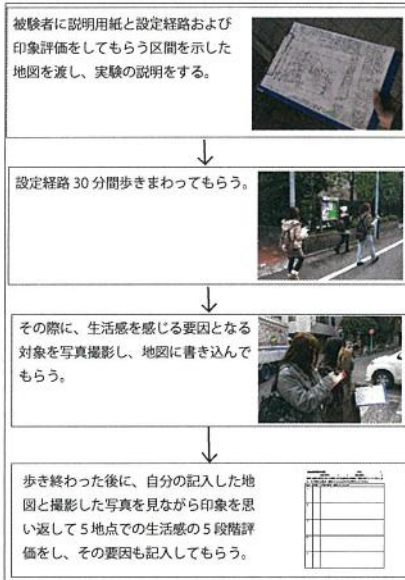 被験者に説明用紙と設定経路および
印象評価をしてもらう区間を示した
地図を渡し、実験の説明をする。
設定経路 30 分間歩きまわってもらう。
その際に、生活感を感じる要因となる
対象を写真撮影し、地図に書き込んで
もらう。
歩き終わった後に、自分の記入した地
図と撮影した写真を見ながら印象を思
い返して 5 地点での生活感の 5 段階評
価をし、その要因も記入してもらう。